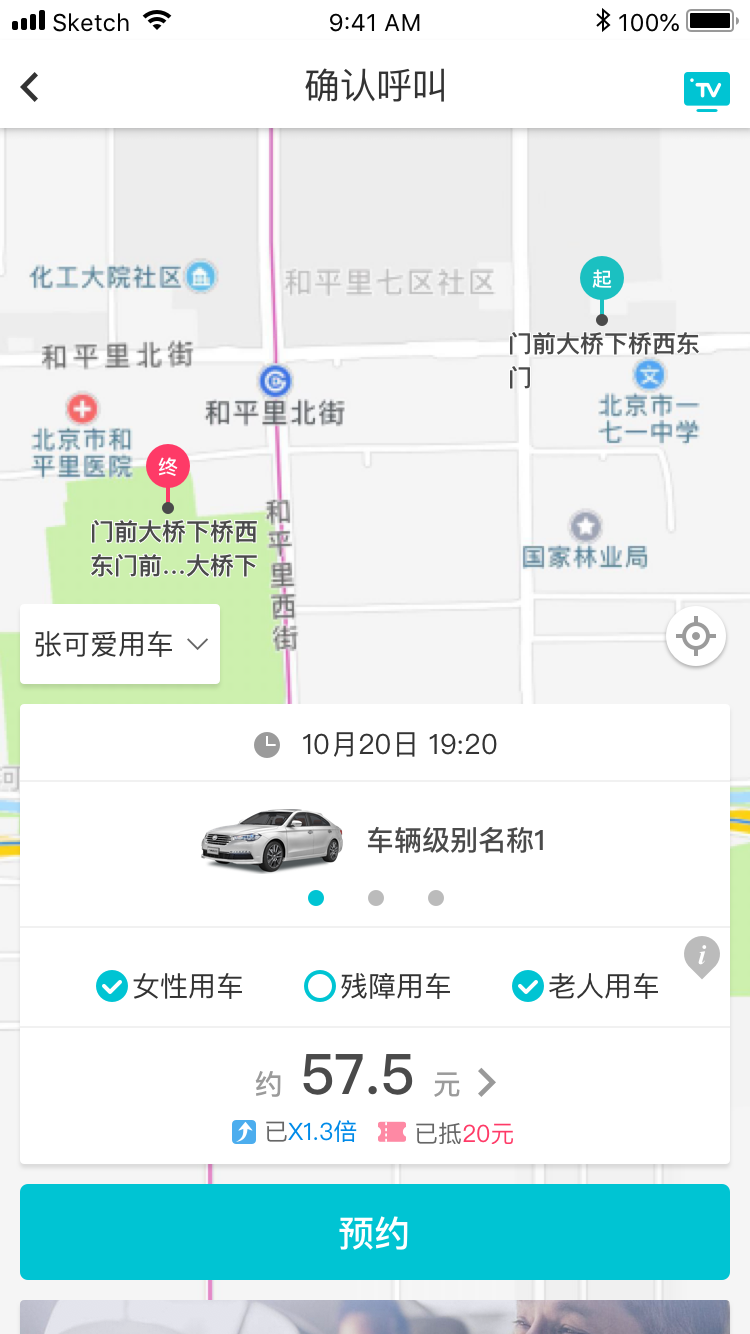 Sketch 9:41 AM 100%
确认呼叫
TV
化工大院社区
和平里七区社区
起
门前大桥下桥西东
门
和平里北街
和平里北街
文
北京市一
七一中学
北京市和
平里医院
终
门前大桥下桥西
东门前...大桥下
和平里西街
国家林业局
张可爱用车
河
10月20日 19:20
车辆级别名称1
i
女性用车 残障用车 老人用车
约 57.5 元
已X1.3倍 已抵20元
预约